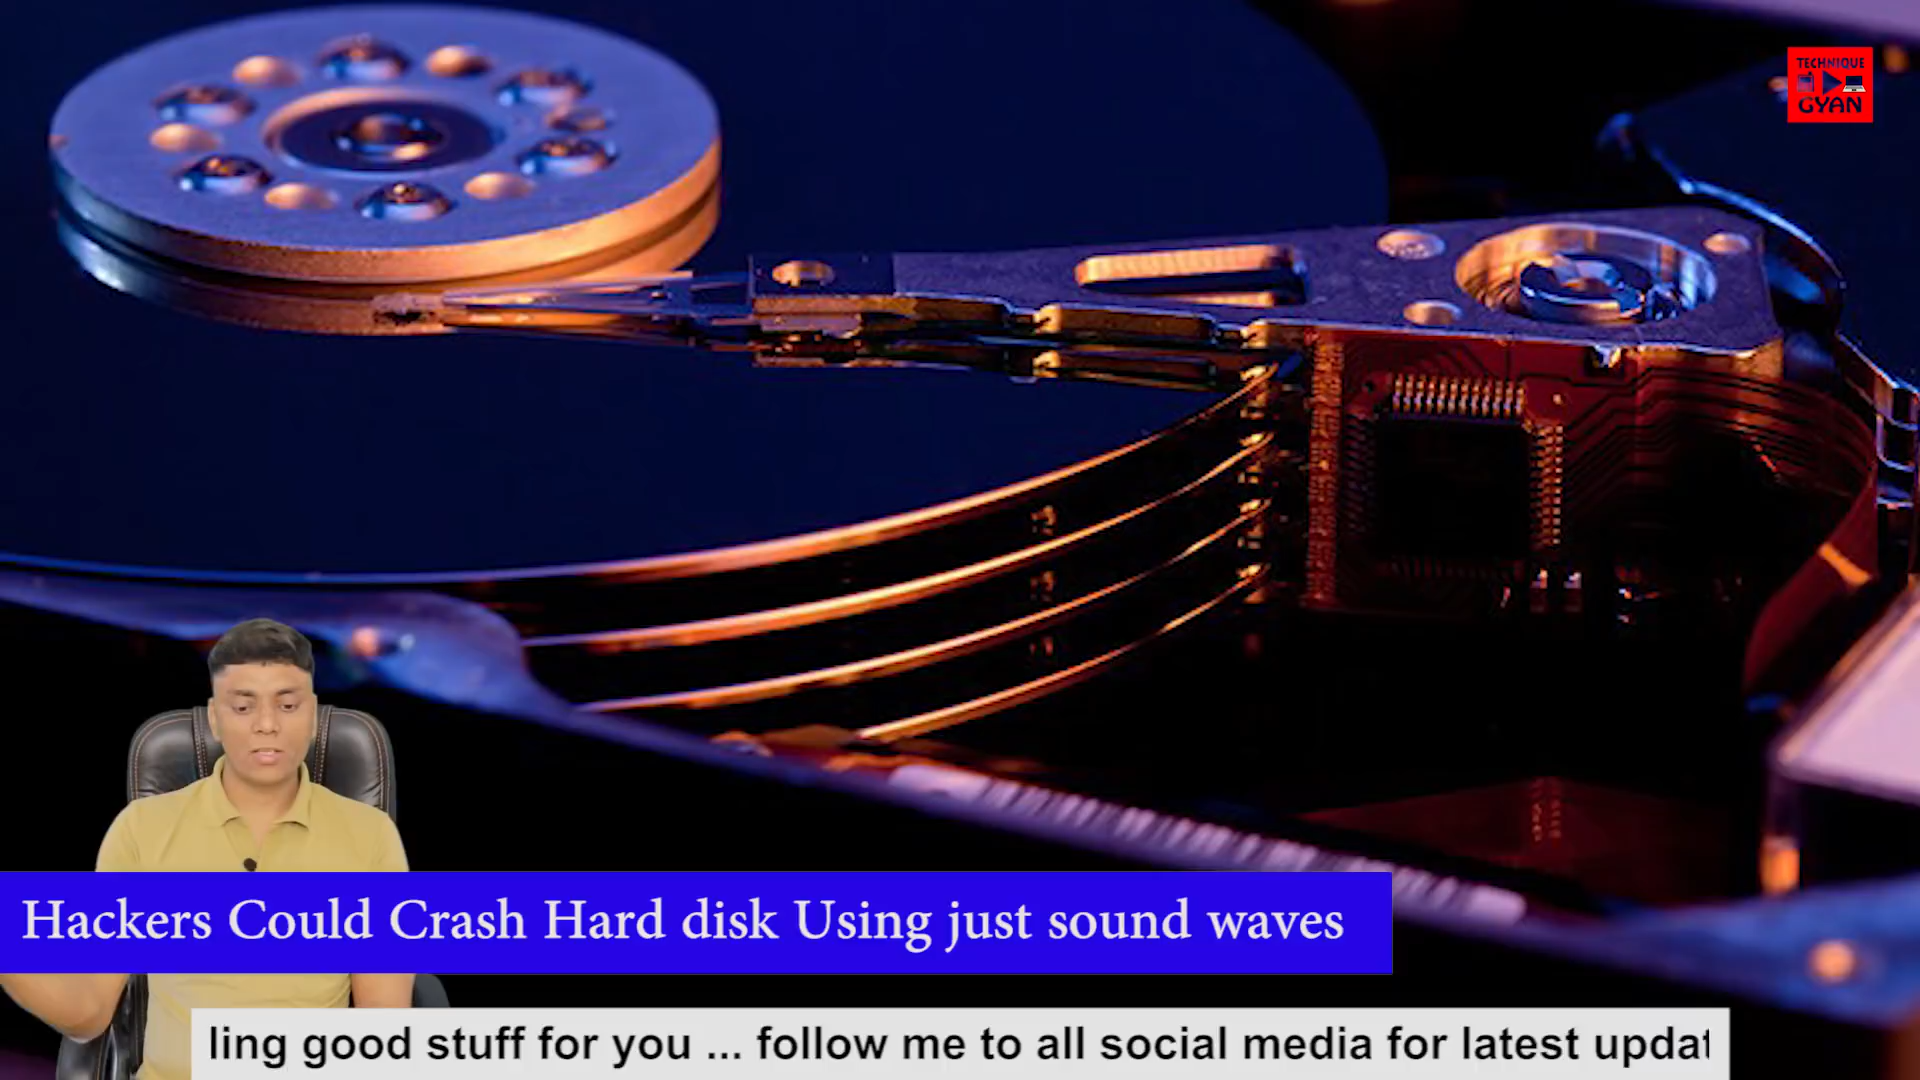 TECHNIQUE
GYAN
Hackers Could Crash Hard disk Using just sound waves
ling good stuff for you ... follow me to all social media for latest updat